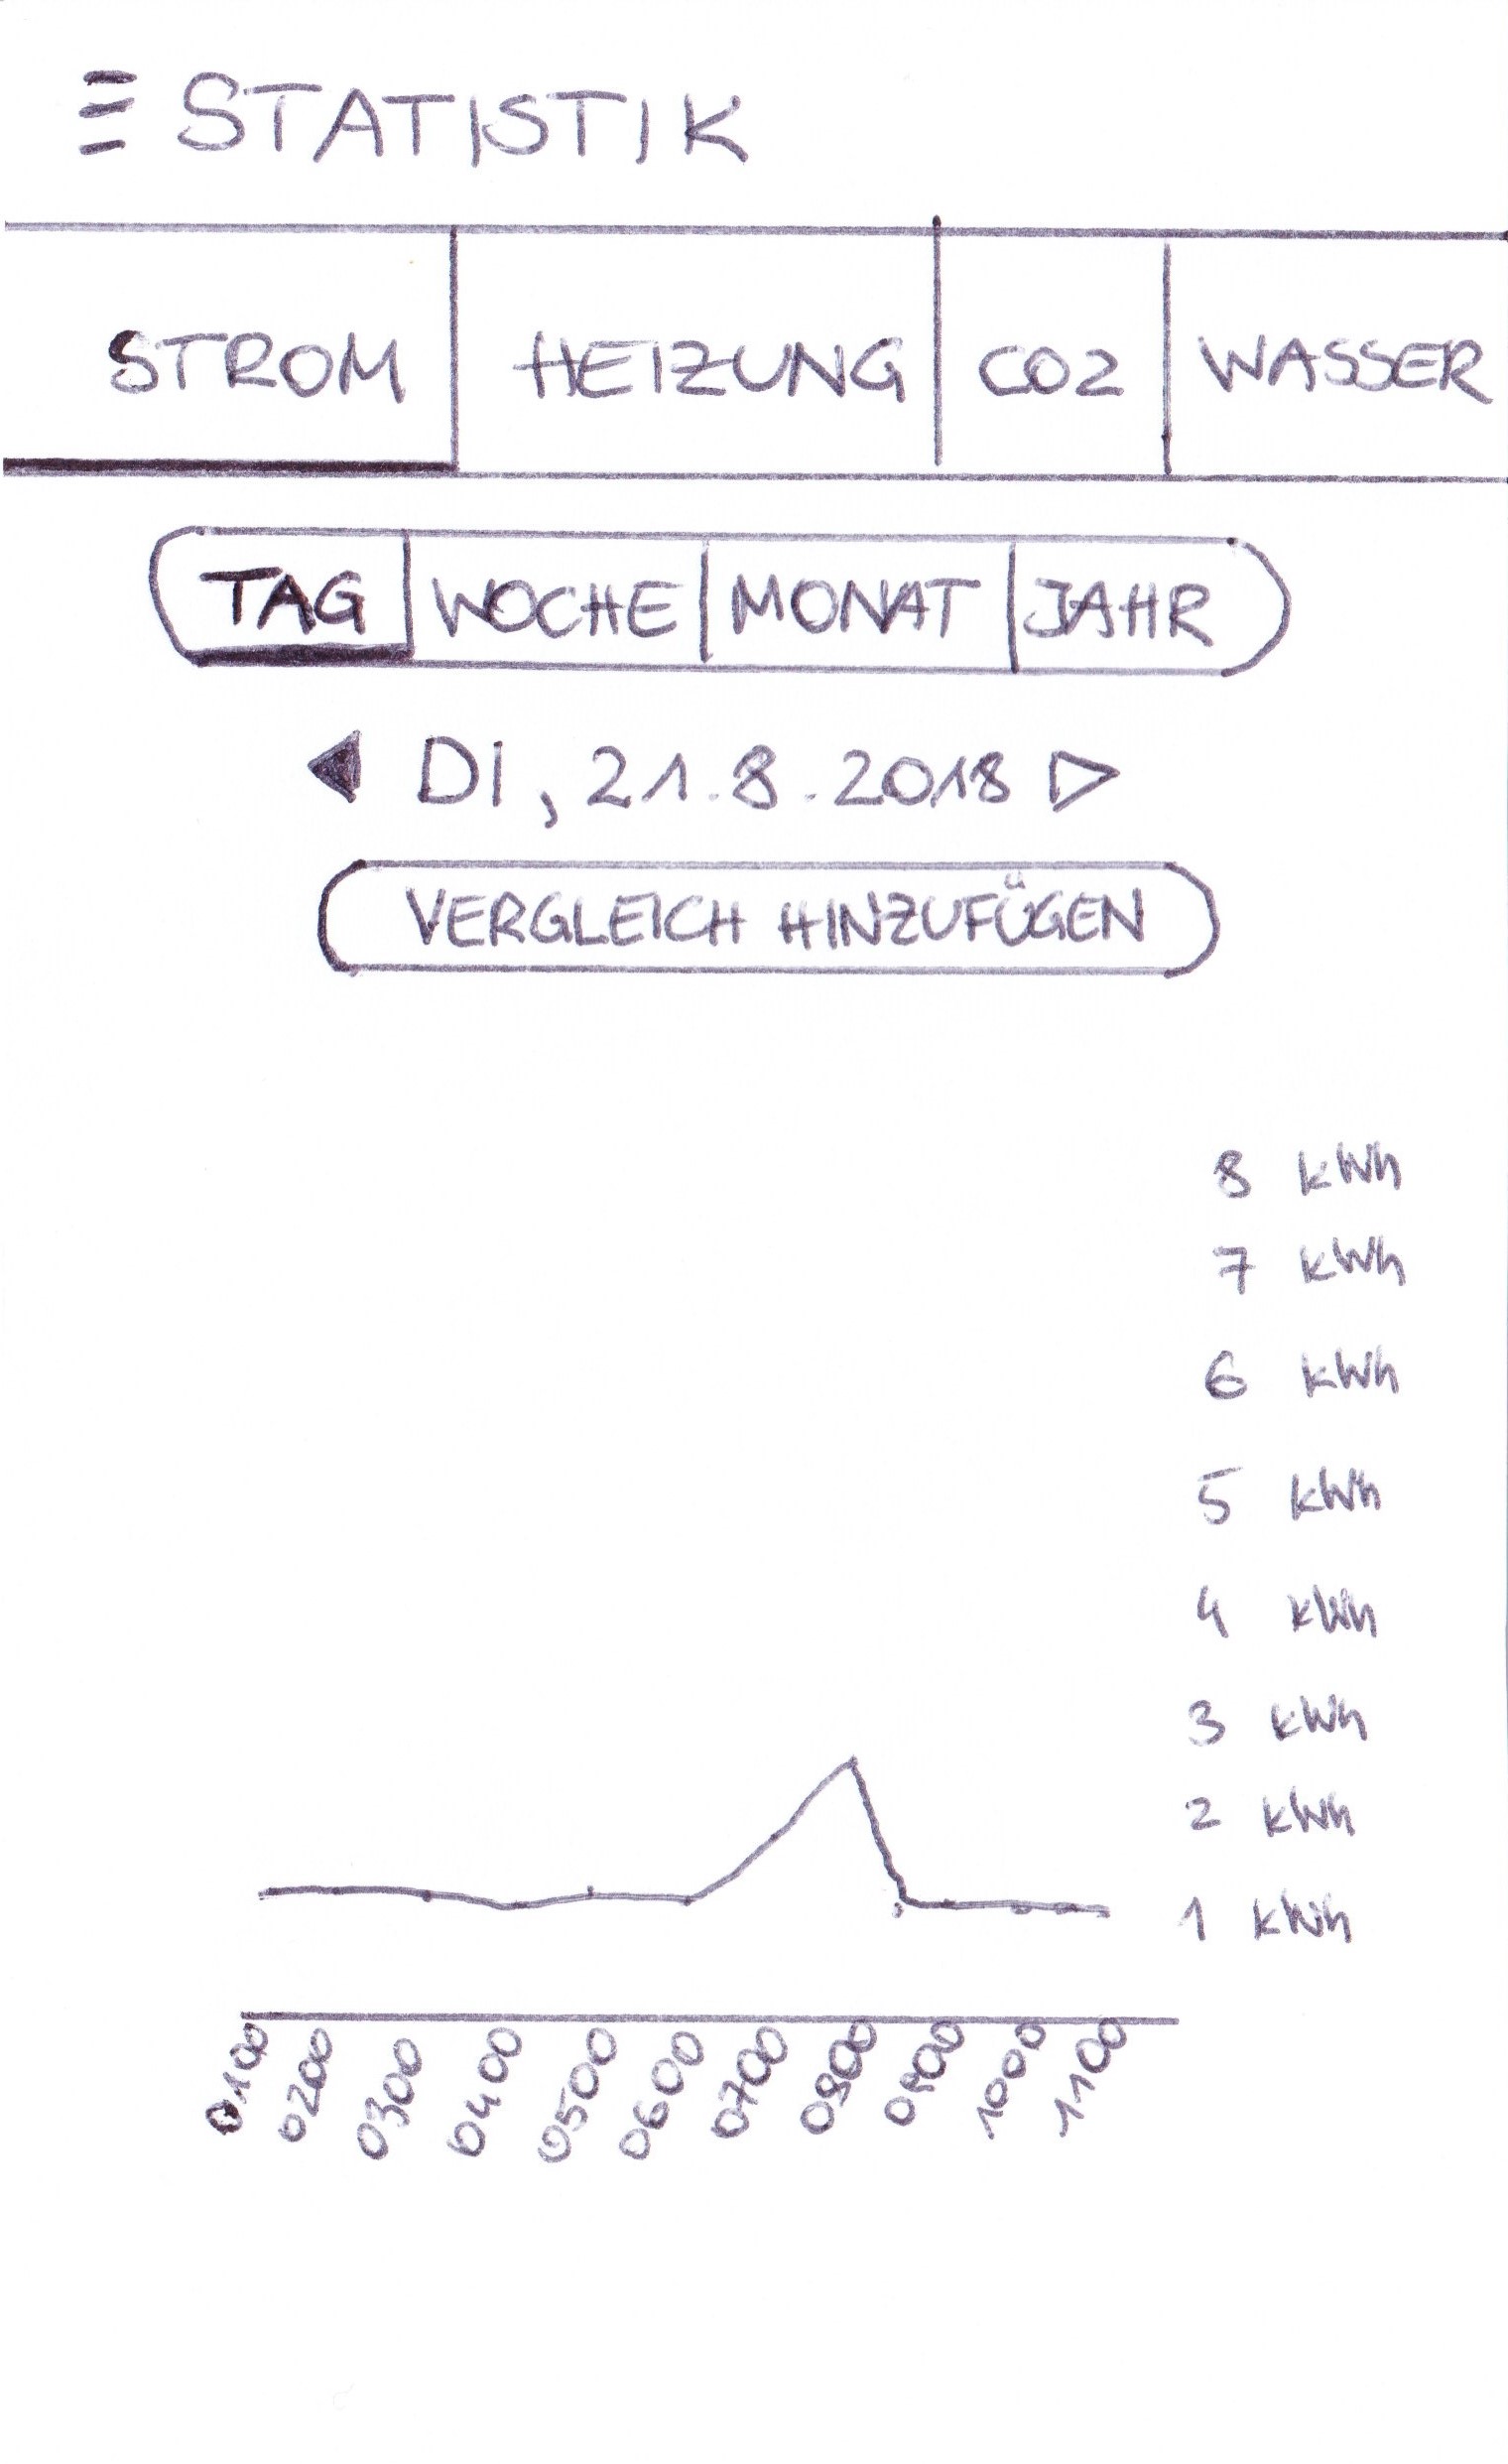 STATISTIK
STROM HEIZUNG CO2 WASSER
TAG WOCHE MONAT JAHR
DI, 21.8.2018
VERGLEICH HINZUFÜGEN
8 kWh
7 kWh
6 kWh
5 kWh
4 kWh
3 kWh
2 kWh
1 kWh
0100 0200 0300 0400 0500 0600 0700 0800 0900 1000 1100